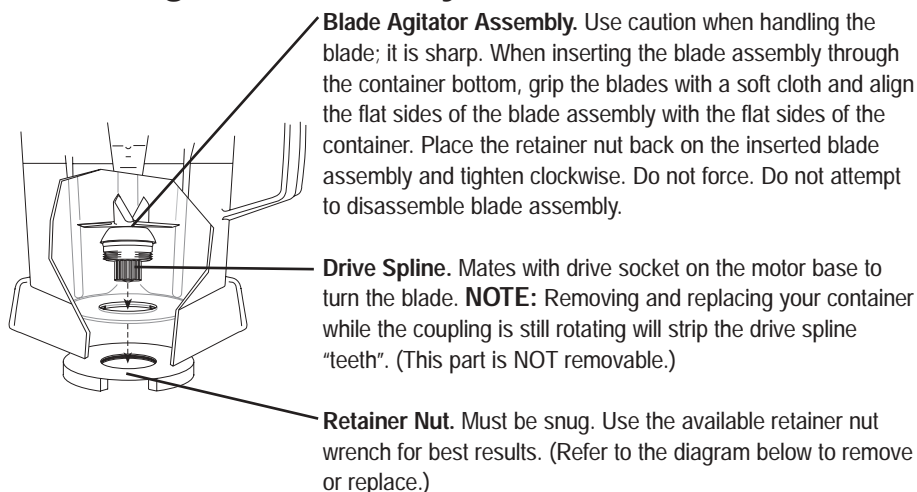 Blade Agitator Assembly. Use caution when handling the
blade; it is sharp. When inserting the blade assembly through
the container bottom, grip the blades with a soft cloth and align
the flat sides of the blade assembly with the flat sides of the
container. Place the retainer nut back on the inserted blade
assembly and tighten clockwise. Do not force. Do not attempt
to disassemble blade assembly.
Drive Spline. Mates with drive socket on the motor base to
turn the blade. NOTE: Removing and replacing your container
while the coupling is still rotating will strip the drive spline
“teeth”. (This part is NOT removable.)
Retainer Nut. Must be snug. Use the available retainer nut
wrench for best results. (Refer to the diagram below to remove
or replace.)